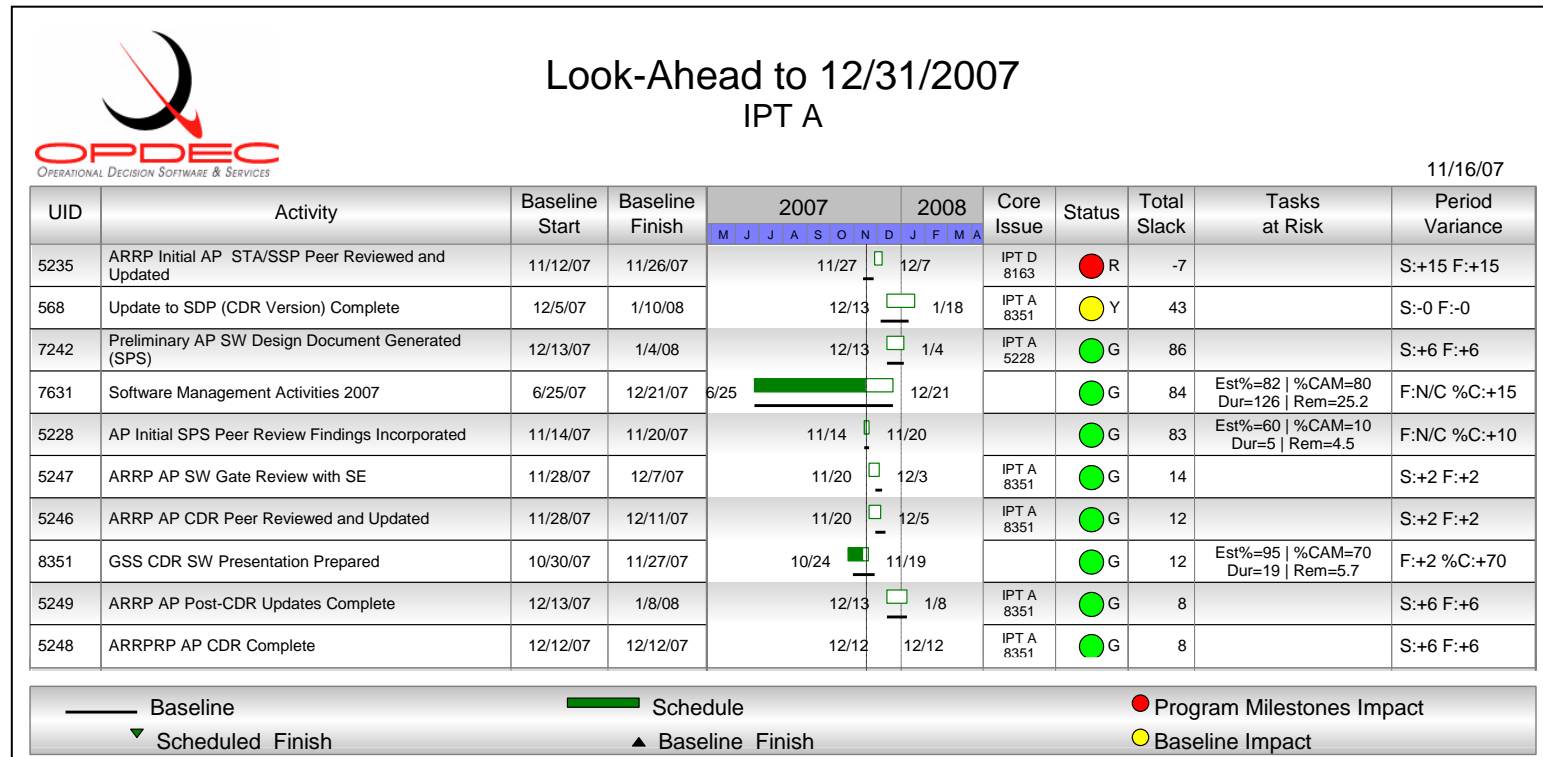 Look-Ahead to 12/31/2007
IPT A
OPDEC
OPERATIONAL DECISION SOFTWARE & SERVICES
11/16/07
UID Activity Baseline Start Baseline Finish 2007 2008 Core Issue Status Total Slack Tasks at Risk Period Variance
M J J A S O N D J F M A
5235 ARRP Initial AP STA/SSP Peer Reviewed and Updated 11/12/07 11/26/07 11/27 12/7 IPT D 8163 R -7 S:+15 F:+15
568 Update to SDP (CDR Version) Complete 12/5/07 1/10/08 12/13 1/18 IPT A 8351 Y 43 S:-0 F:-0
7242 Preliminary AP SW Design Document Generated (SPS) 12/13/07 1/4/08 12/13 1/4 IPT A 5228 G 86 S:+6 F:+6
7631 Software Management Activities 2007 6/25/07 12/21/07 6/25 12/21 G 84 Est%=82 | %CAM=80 Dur=126 | Rem=25.2 F:N/C %C:+15
5228 AP Initial SPS Peer Review Findings Incorporated 11/14/07 11/20/07 11/14 11/20 G 83 Est%=60 | %CAM=10 Dur=5 | Rem=4.5 F:N/C %C:+10
5247 ARRP AP SW Gate Review with SE 11/28/07 12/7/07 11/20 12/3 IPT A 8351 G 14 S:+2 F:+2
5246 ARRP AP CDR Peer Reviewed and Updated 11/28/07 12/11/07 11/20 12/5 IPT A 8351 G 12 S:+2 F:+2
8351 GSS CDR SW Presentation Prepared 10/30/07 11/27/07 10/24 11/19 G 12 Est%=95 | %CAM=70 Dur=19 | Rem=5.7 F:+2 %C:+70
5249 ARRP AP Post-CDR Updates Complete 12/13/07 1/8/08 12/13 1/8 IPT A 8351 G 8 S:+6 F:+6
5248 ARRPRP AP CDR Complete 12/12/07 12/12/07 12/12 12/12 IPT A 8351 G 8 S:+6 F:+6
Baseline Schedule Program Milestones Impact
Scheduled Finish Baseline Finish Baseline Impact